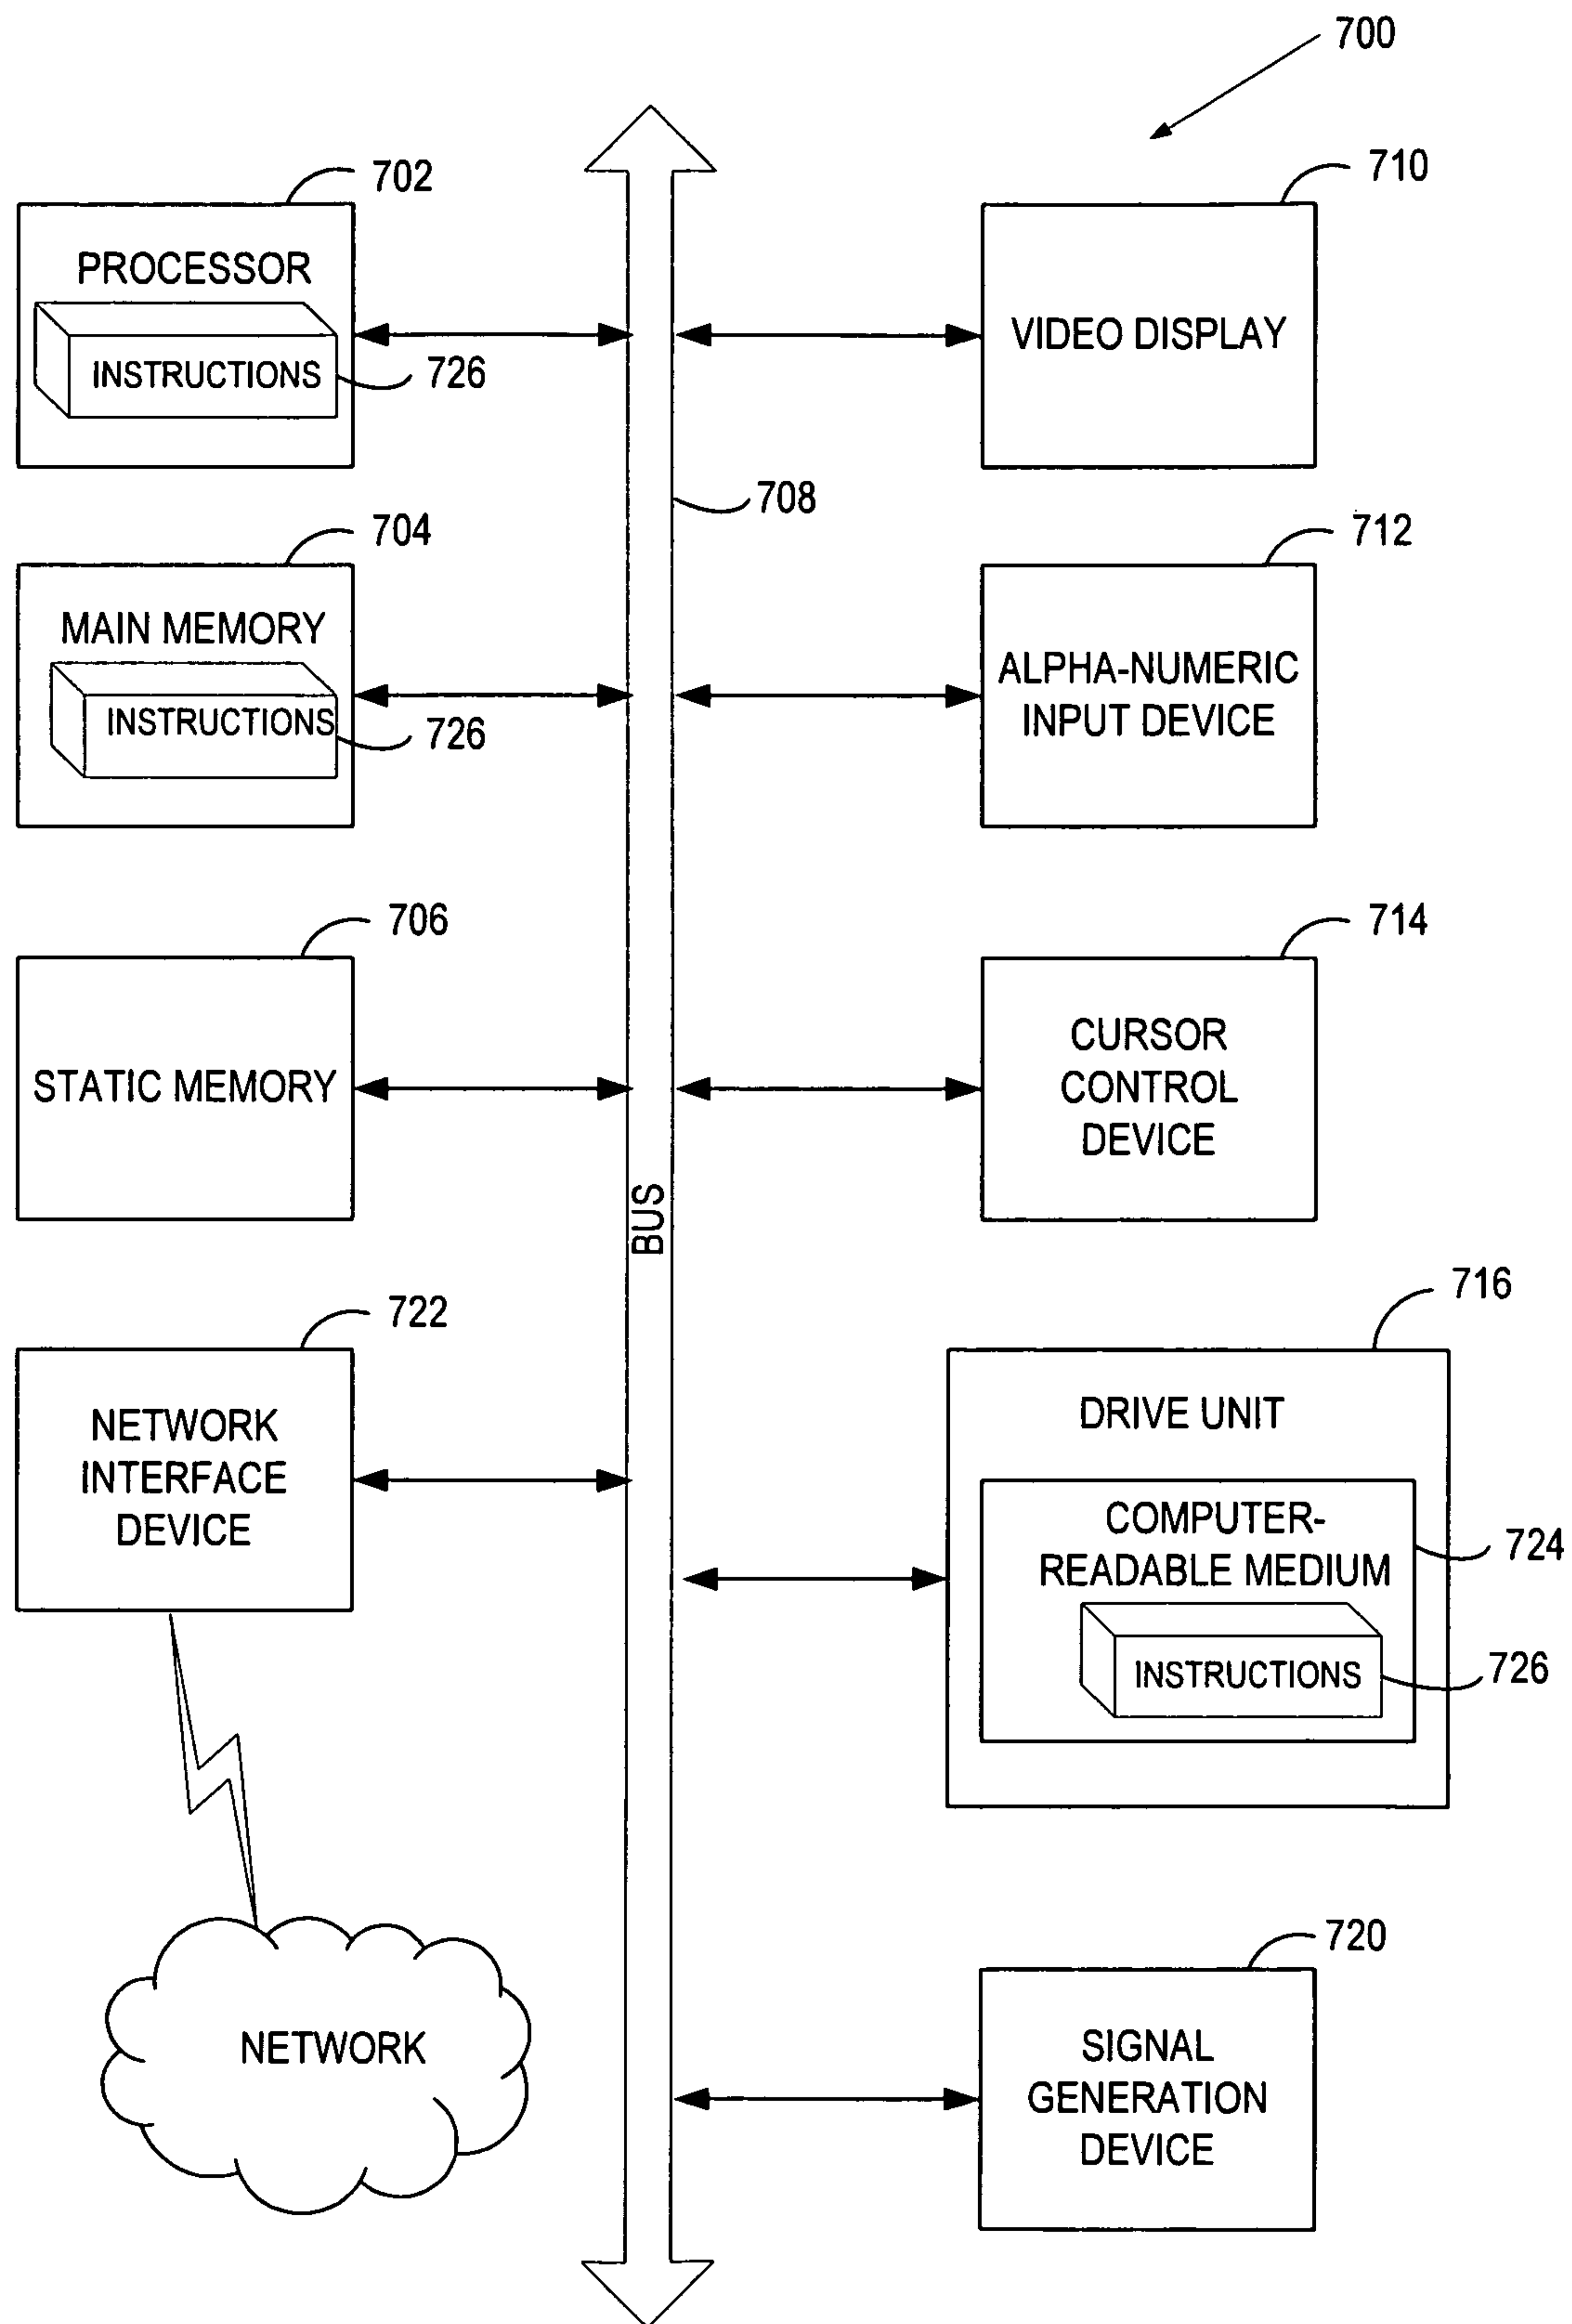 700
702
PROCESSOR
INSTRUCTIONS
726
710
VIDEO DISPLAY
708
704
MAIN MEMORY
INSTRUCTIONS
726
712
ALPHA-NUMERIC
INPUT DEVICE
706
STATIC MEMORY
714
CURSOR
CONTROL
DEVICE
BUS
722
NETWORK
INTERFACE
DEVICE
716
DRIVE UNIT
COMPUTER-
READABLE MEDIUM
724
INSTRUCTIONS
726
NETWORK
720
SIGNAL
GENERATION
DEVICE